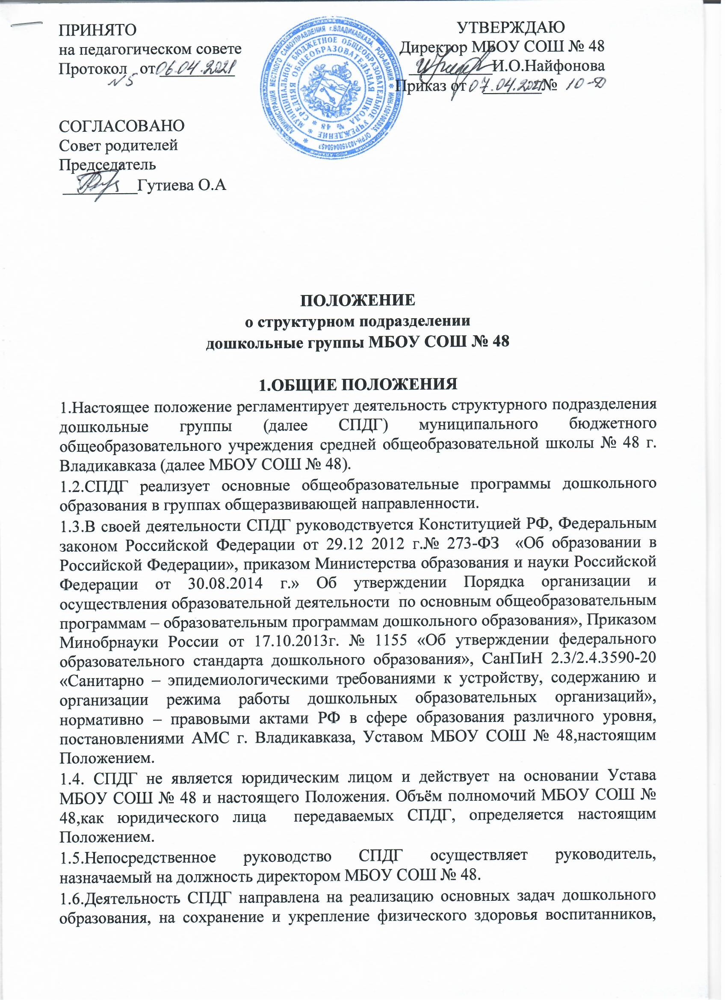 ПРИНЯТО
на педагогическом совете
Протокол от 06.04.2021
N 5
УТВЕРЖДАЮ
Директор МБОУ СОШ № 48
И.О.Найфонова
Приказ от 07.04.2021 № 10-Д
АДМИНИСТРАЦИЯ МЕСТНОГО САМОУПРАВЛЕНИЯ г.ВЛАДИКАВКАЗА, РСО-АЛАНИЯ
МУНИЦИПАЛЬНОЕ БЮДЖЕТНОЕ ОБЩЕОБРАЗОВАТЕЛЬНОЕ УЧРЕЖДЕНИЕ
СРЕДНЯЯ ОБЩЕОБРАЗОВАТЕЛЬНАЯ ШКОЛА № 48
СОГЛАСОВАНО
Совет родителей
Председатель
Гутиева О.А
ПОЛОЖЕНИЕ
о структурном подразделении
дошкольные группы МБОУ СОШ № 48
1.ОБЩИЕ ПОЛОЖЕНИЯ
1.Настоящее положение регламентирует деятельность структурного подразделения
дошкольные группы (далее СПДГ) муниципального бюджетного
общеобразовательного учреждения средней общеобразовательной школы № 48 г.
Владикавказа (далее МБОУ СОШ № 48).
1.2.СПДГ реализует основные общеобразовательные программы дошкольного
образования в группах общеразвивающей направленности.
1.3.В своей деятельности СПДГ руководствуется Конституцией РФ, Федеральным
законом Российской Федерации от 29.12 2012 г.№ 273-ФЗ «Об образовании в
Российской Федерации», приказом Министерства образования и науки Российской
Федерации от 30.08.2014 г.» Об утверждении Порядка организации и
осуществления образовательной деятельности по основным общеобразовательным
программам – образовательным программам дошкольного образования», Приказом
Минобрнауки России от 17.10.2013г. № 1155 «Об утверждении федерального
образовательного стандарта дошкольного образования», СанПиН 2.3/2.4.3590-20
«Санитарно – эпидемиологическими требованиями к устройству, содержанию и
организации режима работы дошкольных образовательных организаций»,
нормативно – правовыми актами РФ в сфере образования различного уровня,
постановлениями АМС г. Владикавказа, Уставом МБОУ СОШ № 48,настоящим
Положением.
1.4. СПДГ не является юридическим лицом и действует на основании Устава
МБОУ СОШ № 48 и настоящего Положения. Объём полномочий МБОУ СОШ №
48,как юридического лица передаваемых СПДГ, определяется настоящим
Положением.
1.5.Непосредственное руководство СПДГ осуществляет руководитель,
назначаемый на должность директором МБОУ СОШ № 48.
1.6.Деятельность СПДГ направлена на реализацию основных задач дошкольного
образования, на сохранение и укрепление физического здоровья воспитанников,